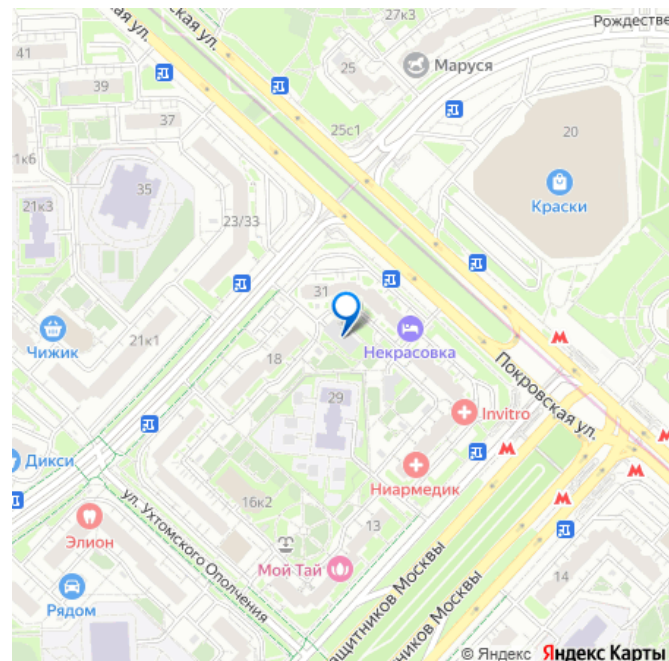 ская ул.
ская ул.
27к3
Рождестве
41
39
25
Маруся
37
25с1
20
1к6
35
21к3
23/33
Краски
31
Чижик
21к1
18
Некрасовка
Покровская ул.
29
Invitro
Дикси
Ниармедик
16к2
Элион
ул. Ухтомского Ополчения
13
Мой Тай
14
Рядом
ащитников Москвы
ников Москвы
© Яндекс Яндекс Карты